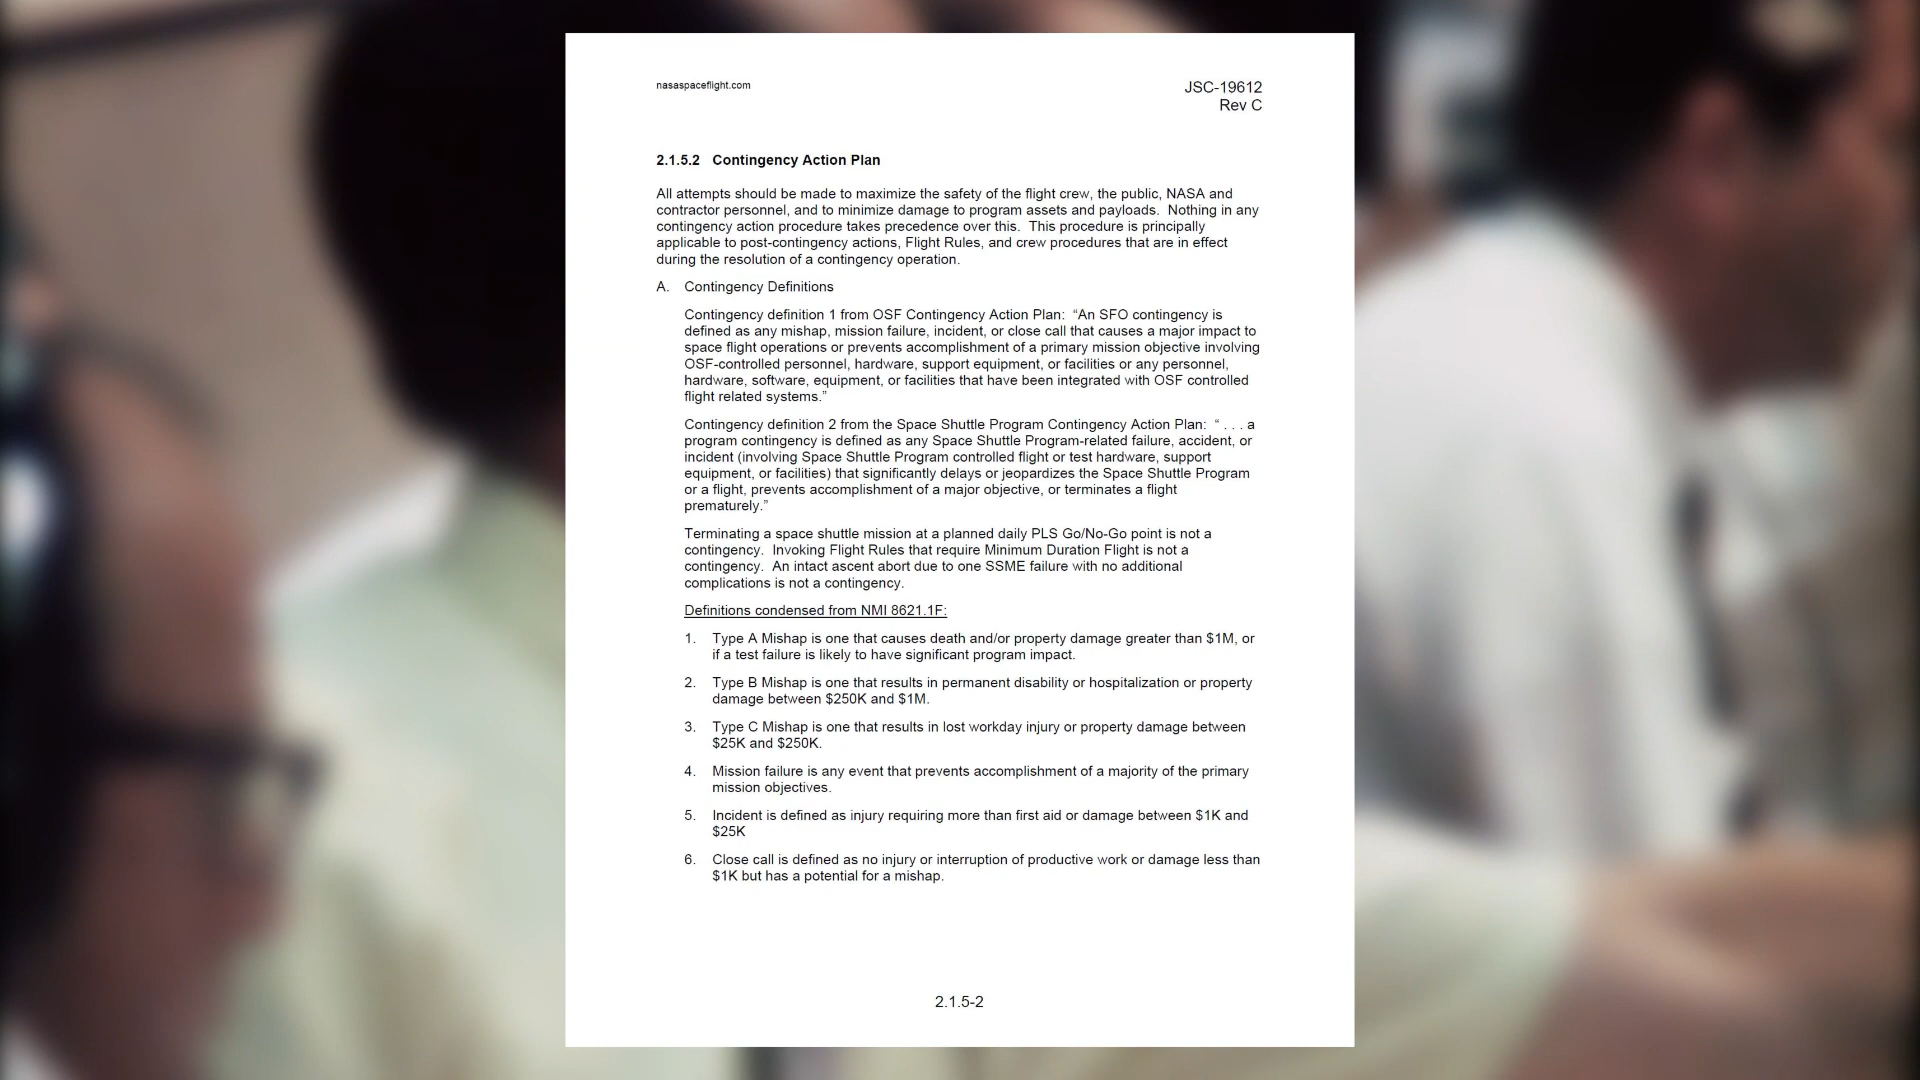 nasaspaceflight.com
JSC-19612
Rev C
2.1.5.2 Contingency Action Plan
All attempts should be made to maximize the safety of the flight crew, the public, NASA and
contractor personnel, and to minimize damage to program assets and payloads. Nothing in any
contingency action procedure takes precedence over this. This procedure is principally
applicable to post-contingency actions, Flight Rules, and crew procedures that are in effect
during the resolution of a contingency operation.
A. Contingency Definitions
Contingency definition 1 from OSF Contingency Action Plan: “An SFO contingency is
defined as any mishap, mission failure, incident, or close call that causes a major impact to
space flight operations or prevents accomplishment of a primary mission objective involving
OSF-controlled personnel, hardware, support equipment, or facilities or any personnel,
hardware, software, equipment, or facilities that have been integrated with OSF controlled
flight related systems.”
Contingency definition 2 from the Space Shuttle Program Contingency Action Plan: “ . . . a
program contingency is defined as any Space Shuttle Program-related failure, accident, or
incident (involving Space Shuttle Program controlled flight or test hardware, support
equipment, or facilities) that significantly delays or jeopardizes the Space Shuttle Program
or a flight, prevents accomplishment of a major objective, or terminates a flight
prematurely.”
Terminating a space shuttle mission at a planned daily PLS Go/No-Go point is not a
contingency. Invoking Flight Rules that require Minimum Duration Flight is not a
contingency. An intact ascent abort due to one SSME failure with no additional
complications is not a contingency.
Definitions condensed from NMI 8621.1F:
1. Type A Mishap is one that causes death and/or property damage greater than $1M, or
if a test failure is likely to have significant program impact.
2. Type B Mishap is one that results in permanent disability or hospitalization or property
damage between $250K and $1M.
3. Type C Mishap is one that results in lost workday injury or property damage between
$25K and $250K.
4. Mission failure is any event that prevents accomplishment of a majority of the primary
mission objectives.
5. Incident is defined as injury requiring more than first aid or damage between $1K and
$25K
6. Close call is defined as no injury or interruption of productive work or damage less than
$1K but has a potential for a mishap.
2.1.5-2